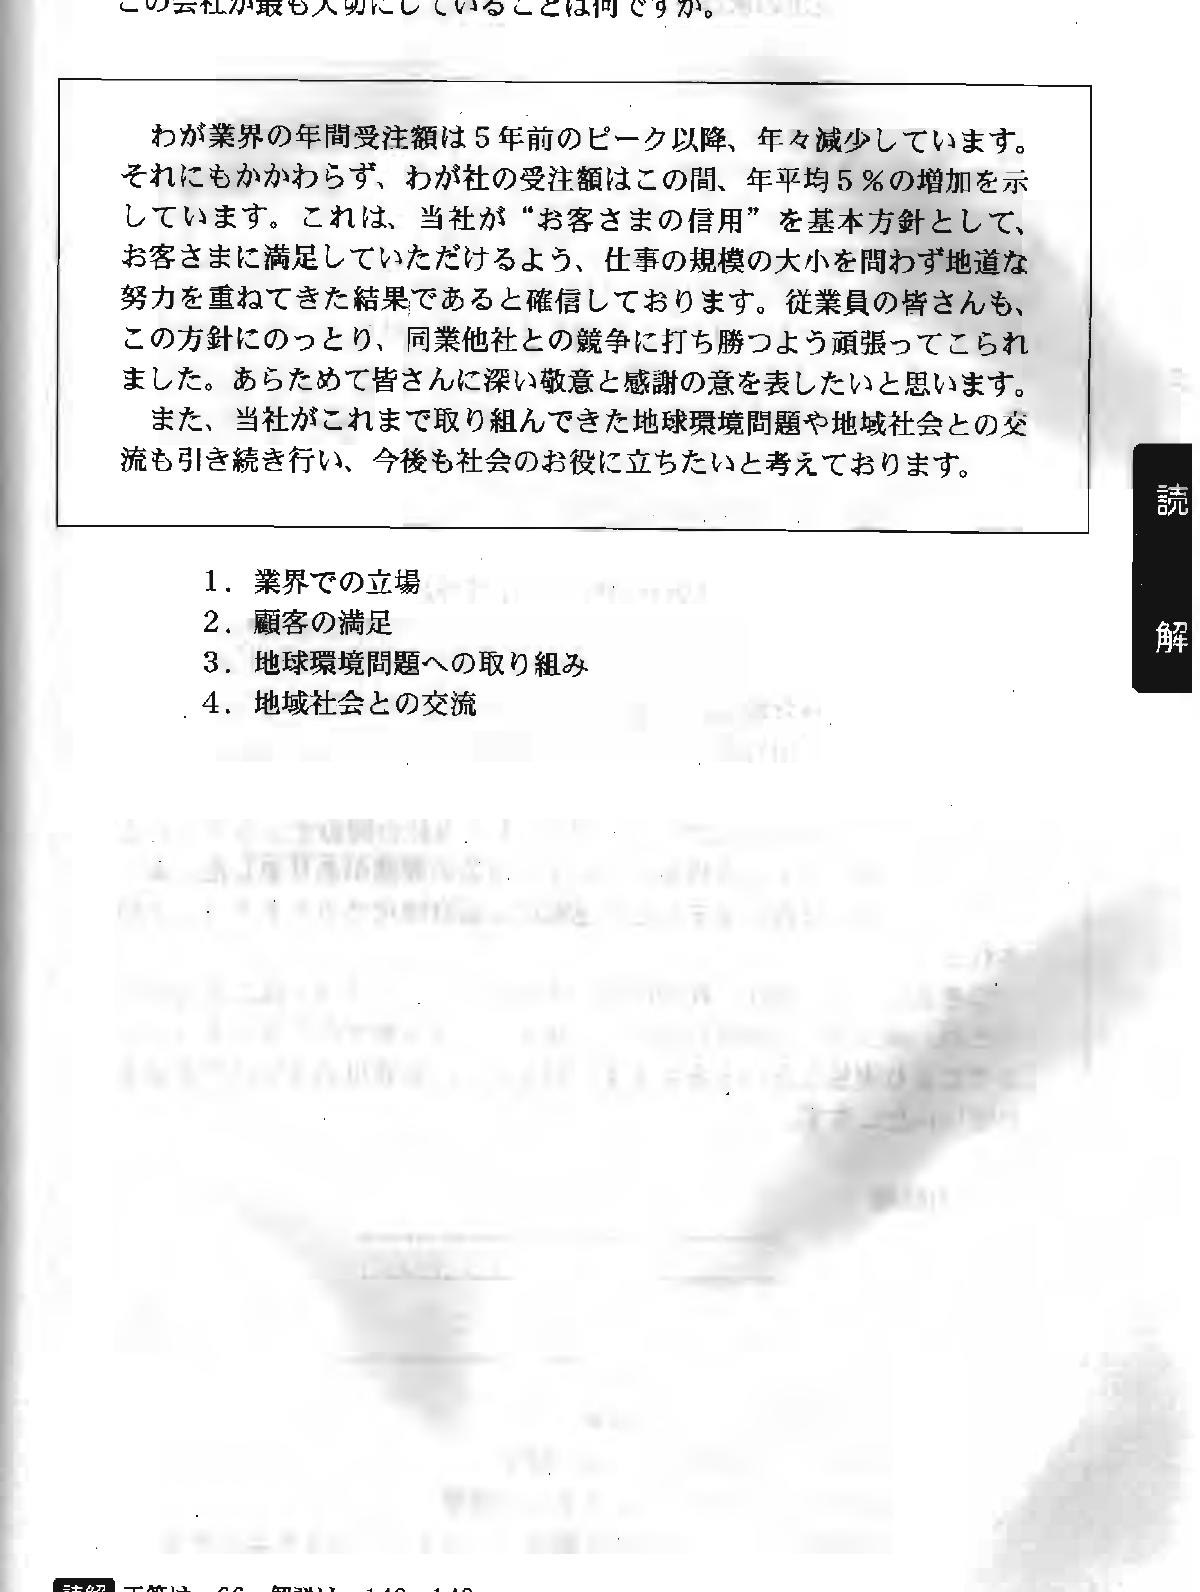 この会社が最も大切にしていることは何ですか。
わが業界の年間受注額は５年前のピーク以降、年々減少しています。
それにもかかわらず、わが社の受注額はこの間、年平均５％の増加を示
しています。これは、当社が“お客さまの信用”を基本方針として、
お客さまに満足していただけるよう、仕事の規模の大小を問わず地道な
努力を重ねてきた結果であると確信しております。従業員の皆さんも、
この方針にのっとり、同業他社との競争に打ち勝つよう頑張ってこられ
ました。あらためて皆さんに深い敬意と感謝の意を表したいと思います。
また、当社がこれまで取り組んできた地球環境問題や地域社会との交
流も引き続き行い、今後も社会のお役に立ちたいと考えております。
読
解
１．業界での立場
２．顧客の満足
３．地球環境問題への取り組み
４．地域社会との交流
読解